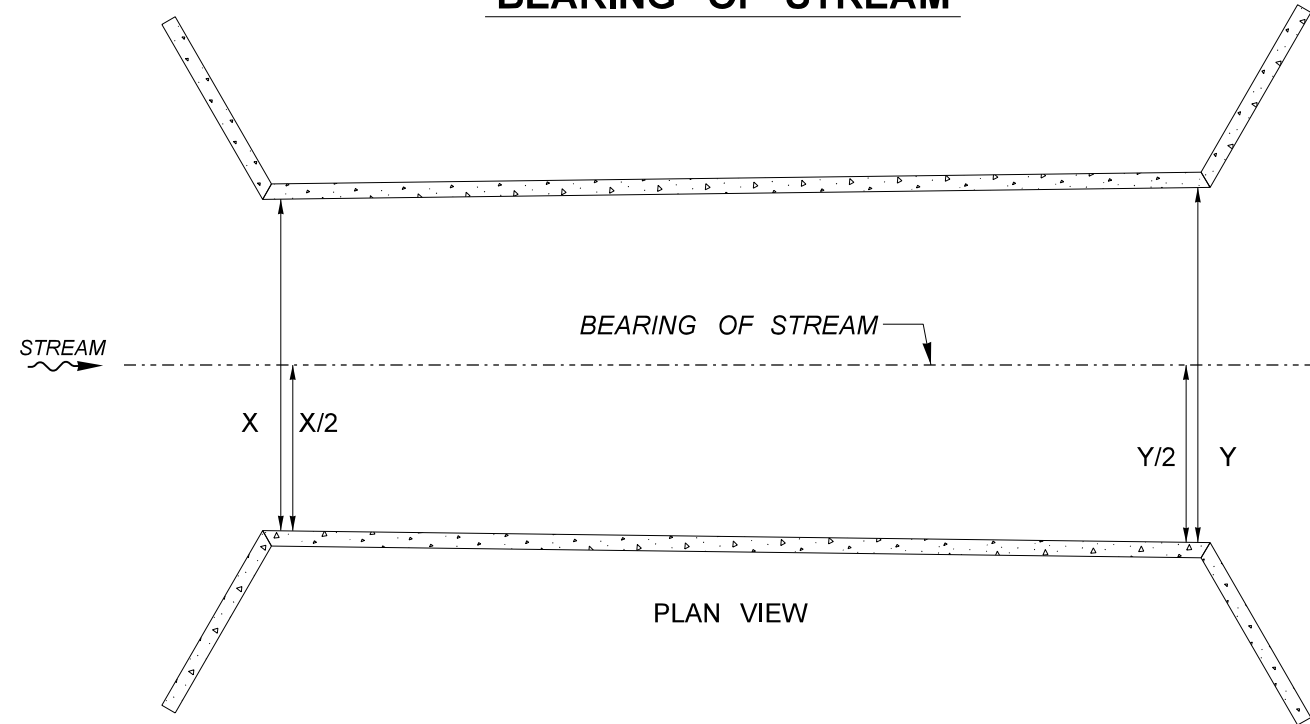 BEARING OF STREAM
BEARING OF STREAM
STREAM
X X/2
Y/2 Y
PLAN VIEW